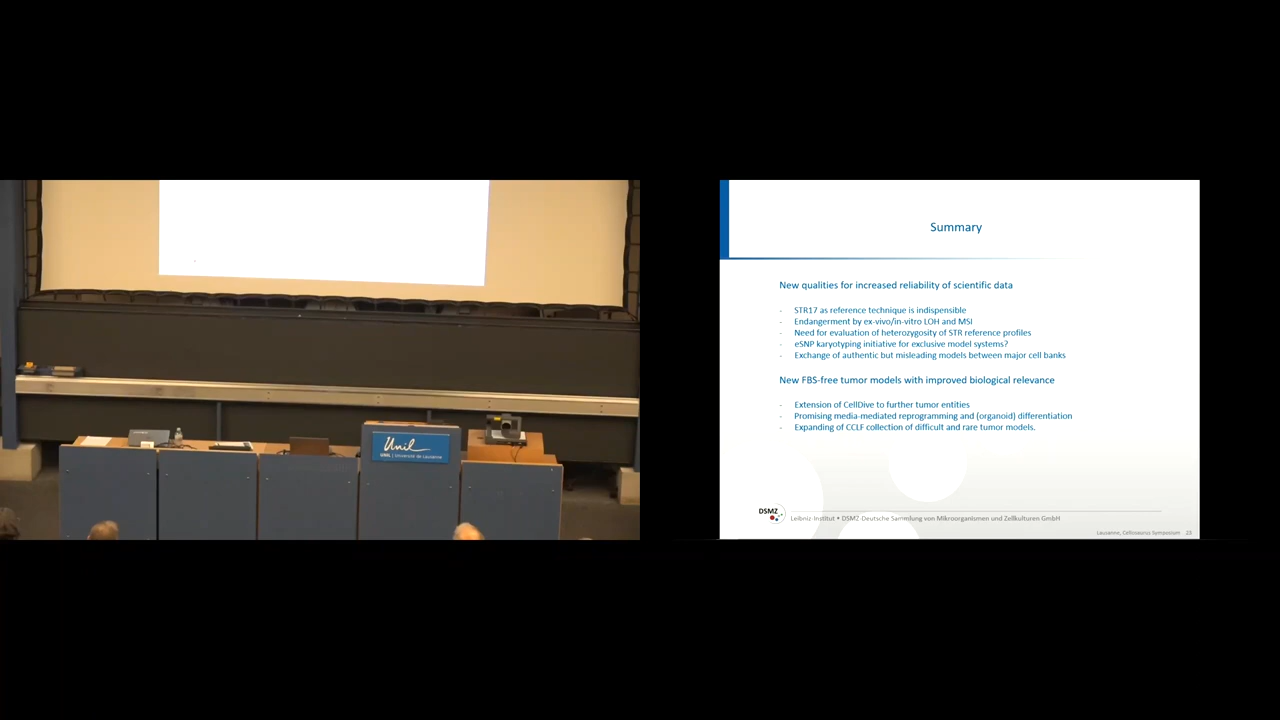 Unil
UNIL | Université de Lausanne
Summary
New qualities for increased reliability of scientific data
- STR17 as reference technique is indispensible
- Endangerment by ex-vivo/in-vitro LOH and MSI
- Need for evaluation of heterozygosity of STR reference profiles
- eSNP karyotyping initiative for exclusive model systems?
- Exchange of authentic but misleading models between major cell banks
New FBS-free tumor models with improved biological relevance
- Extension of CellDive to further tumor entities
- Promising media-mediated reprogramming and (organoid) differentiation
- Expanding of CCLF collection of difficult and rare tumor models.
DSMZ
Leibniz-Institut • DSMZ-Deutsche Sammlung von Mikroorganismen und Zellkulturen GmbH
Lausanne, Cellosaurus Symposium 23